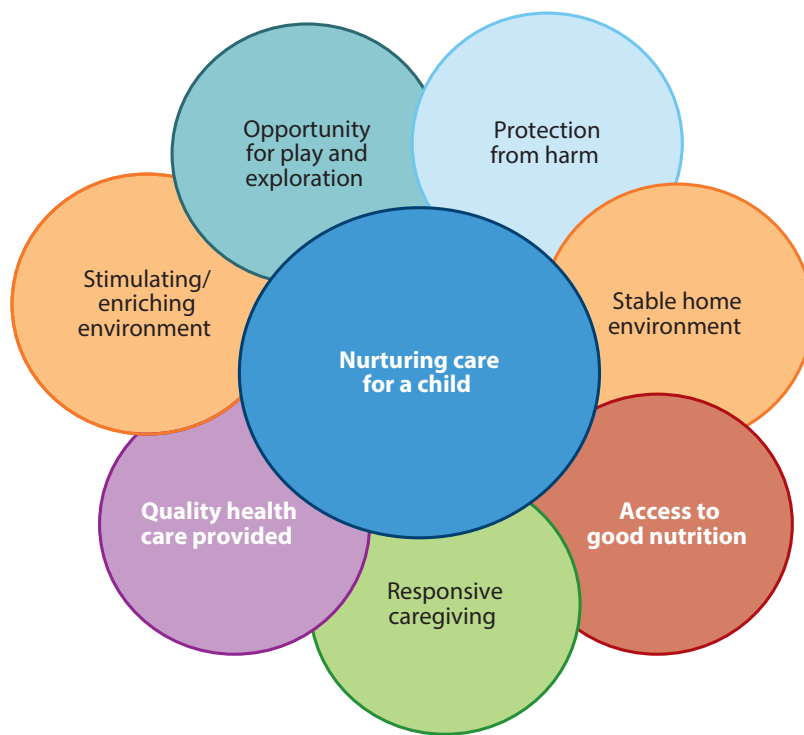 Opportunity
for play and
exploration
Protection
from harm
Stimulating/
enriching
environment
Stable home
environment
Nurturing care
for a child
Quality health
care provided
Access to
good nutrition
Responsive
caregiving